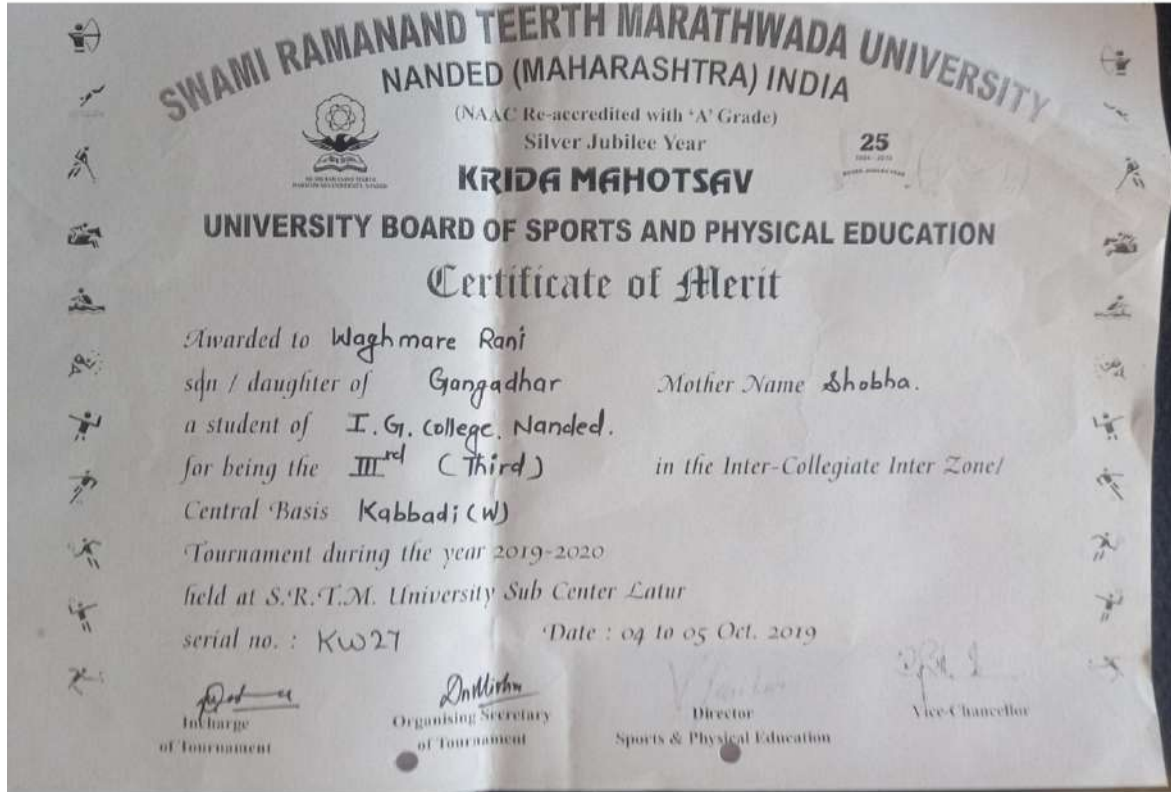 SWAMI RAMANAND TEERTH MARATHWADA UNIVERSITY
NANDED (MAHARASHTRA) INDIA
(NAAC Re-accredited with ‘A’ Grade)
Silver Jubilee Year
25
KRIDA MAHOTSAV
UNIVERSITY BOARD OF SPORTS AND PHYSICAL EDUCATION
Certificate of Merit
Awarded to Waghmare Rani
son / daughter of Gangadhar Mother Name Shobha.
a student of I. G. College, Nanded.
for being the IIIrd (Third) in the Inter-Collegiate Inter Zone/
Central Basis Kabbadi (W)
Tournament during the year 2019-2020
held at S.R.T.M. University Sub Center Latur
serial no. : KW27 Date : 04 to 05 Oct. 2019
Incharge
of Tournament
Organising Secretary
of Tournament
Director
Sports & Physical Education
Vice-Chancellor